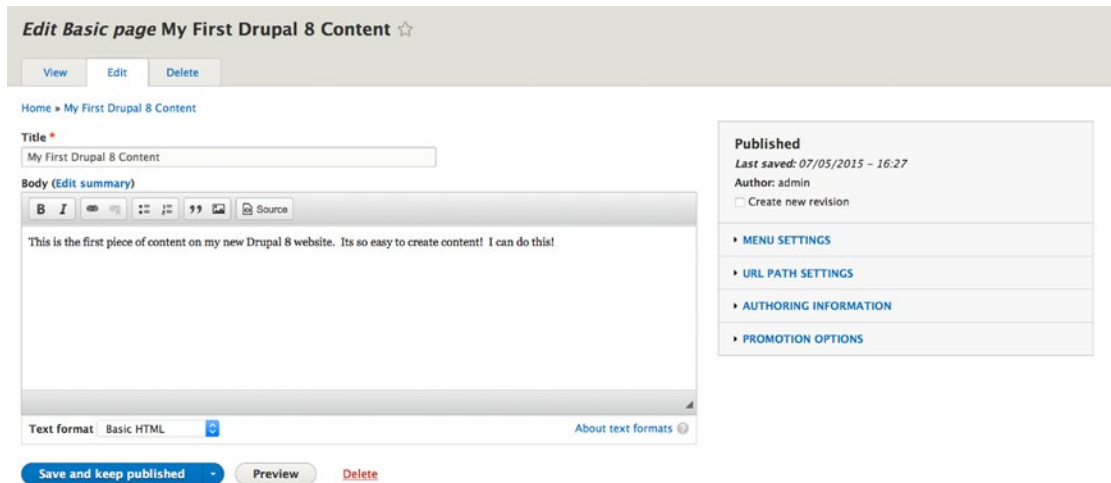 Edit Basic page My First Drupal 8 Content
View Edit Delete
Home » My First Drupal 8 Content
Title *
My First Drupal 8 Content
Body (Edit summary)
B I Source
This is the first piece of content on my new Drupal 8 website. Its so easy to create content! I can do this!
Text format Basic HTML
About text formats ?
Save and keep published Preview Delete
Published
Last saved: 07/05/2015 - 16:27
Author: admin
Create new revision
MENU SETTINGS
URL PATH SETTINGS
AUTHORING INFORMATION
PROMOTION OPTIONS